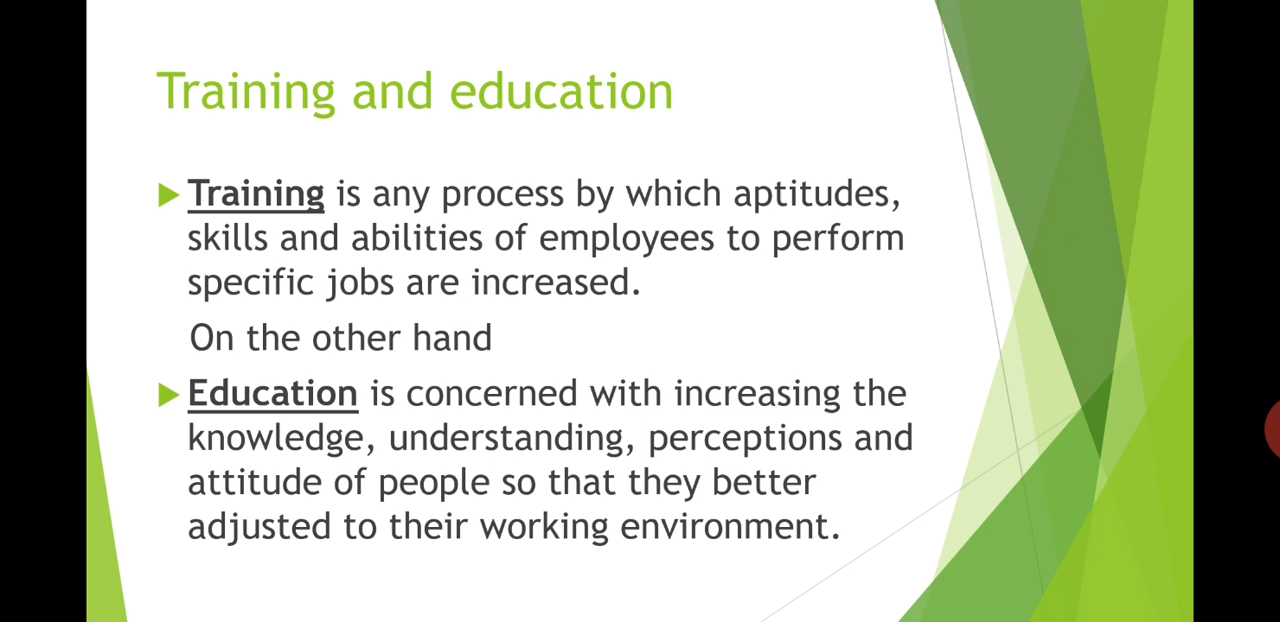 Training and education
Training is any process by which aptitudes,
skills and abilities of employees to perform
specific jobs are increased.
On the other hand
Education is concerned with increasing the
knowledge, understanding, perceptions and
attitude of people so that they better
adjusted to their working environment.